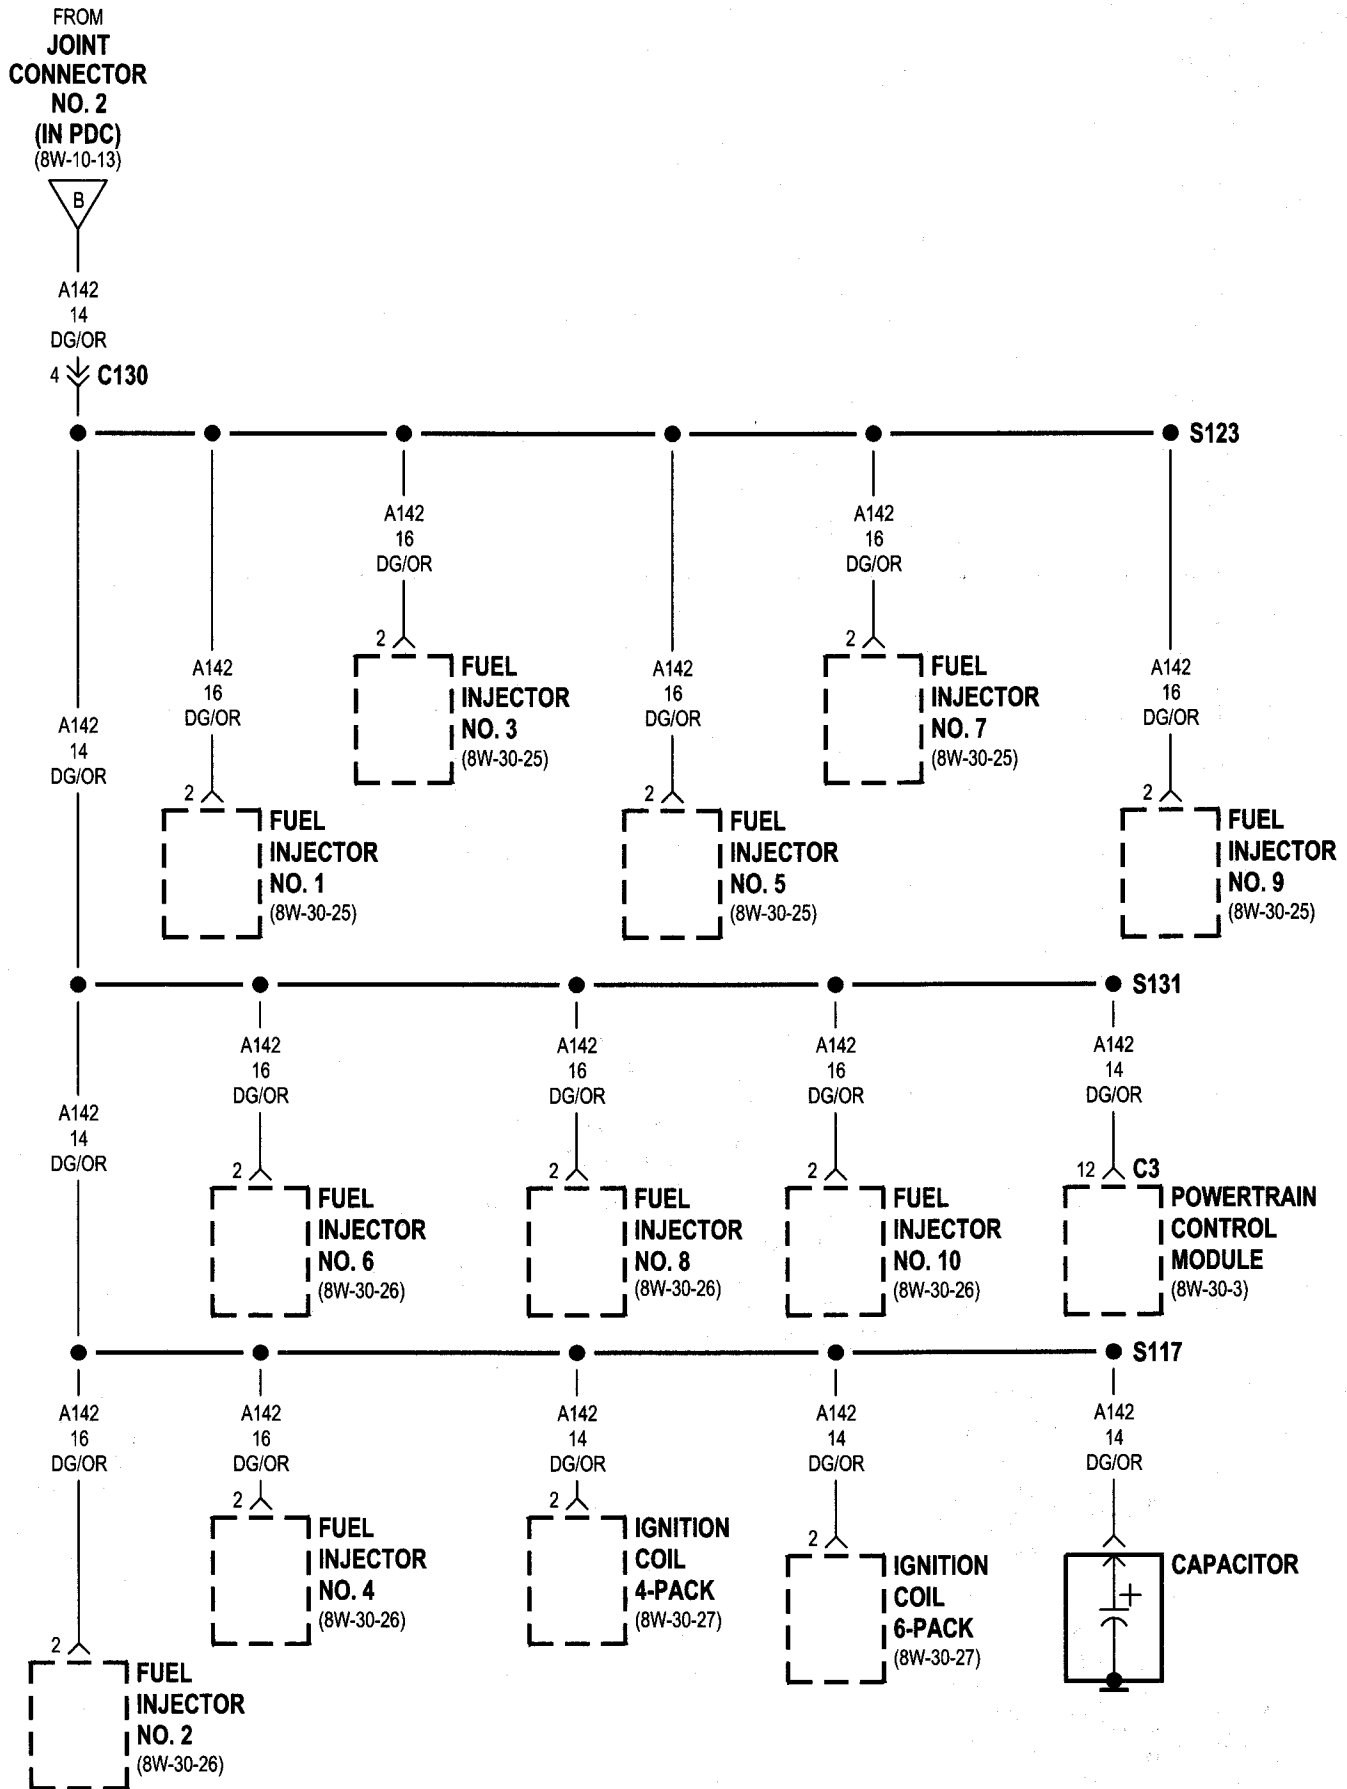 FROM
JOINT
CONNECTOR
NO. 2
(IN PDC)
(8W-10-13)
B
A142
14
DG/OR
4 C130
S123
A142
16
DG/OR
2
FUEL
INJECTOR
NO. 3
(8W-30-25)
A142
16
DG/OR
2
FUEL
INJECTOR
NO. 7
(8W-30-25)
A142
14
DG/OR
A142
16
DG/OR
2
FUEL
INJECTOR
NO. 1
(8W-30-25)
A142
16
DG/OR
2
FUEL
INJECTOR
NO. 5
(8W-30-25)
A142
16
DG/OR
2
FUEL
INJECTOR
NO. 9
(8W-30-25)
S131
A142
14
DG/OR
A142
16
DG/OR
2
FUEL
INJECTOR
NO. 6
(8W-30-26)
A142
16
DG/OR
2
FUEL
INJECTOR
NO. 8
(8W-30-26)
A142
16
DG/OR
2
FUEL
INJECTOR
NO. 10
(8W-30-26)
A142
14
DG/OR
12 C3
POWERTRAIN
CONTROL
MODULE
(8W-30-3)
S117
A142
16
DG/OR
2
FUEL
INJECTOR
NO. 2
(8W-30-26)
A142
16
DG/OR
2
FUEL
INJECTOR
NO. 4
(8W-30-26)
A142
14
DG/OR
2
IGNITION
COIL
4-PACK
(8W-30-27)
A142
14
DG/OR
2
IGNITION
COIL
6-PACK
(8W-30-27)
A142
14
DG/OR
CAPACITOR
+